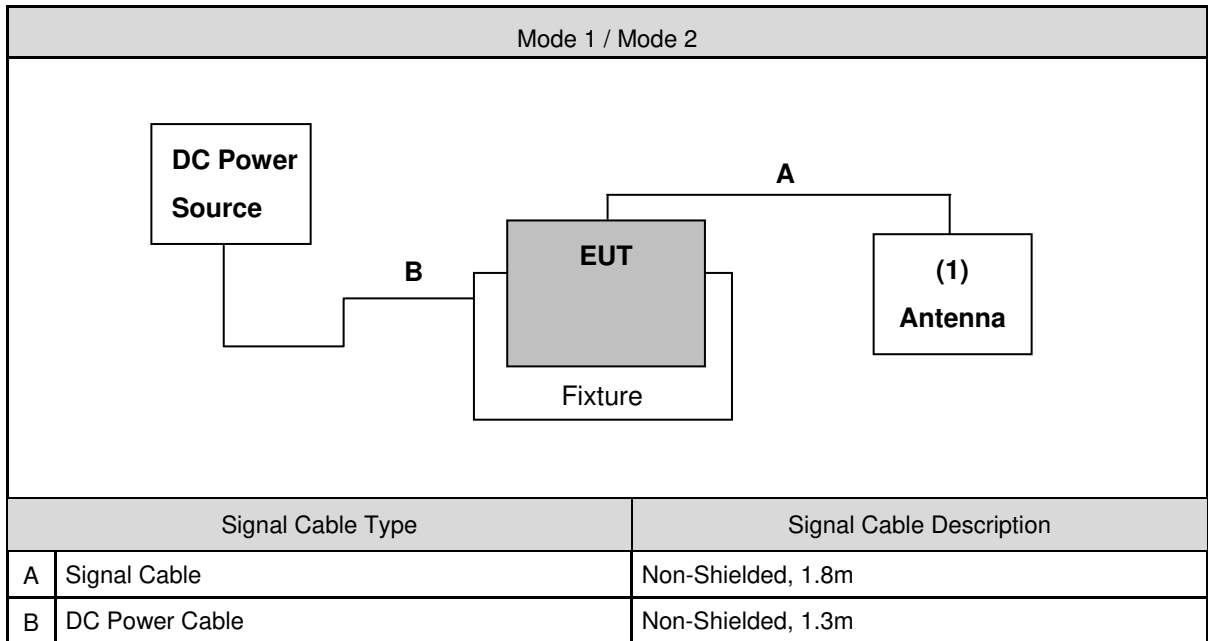 Mode 1 / Mode 2
DC Power
Source
A
B
EUT
(1)
Antenna
Fixture
Signal Cable Type Signal Cable Description
A Signal Cable Non-Shielded, 1.8m
B DC Power Cable Non-Shielded, 1.3m